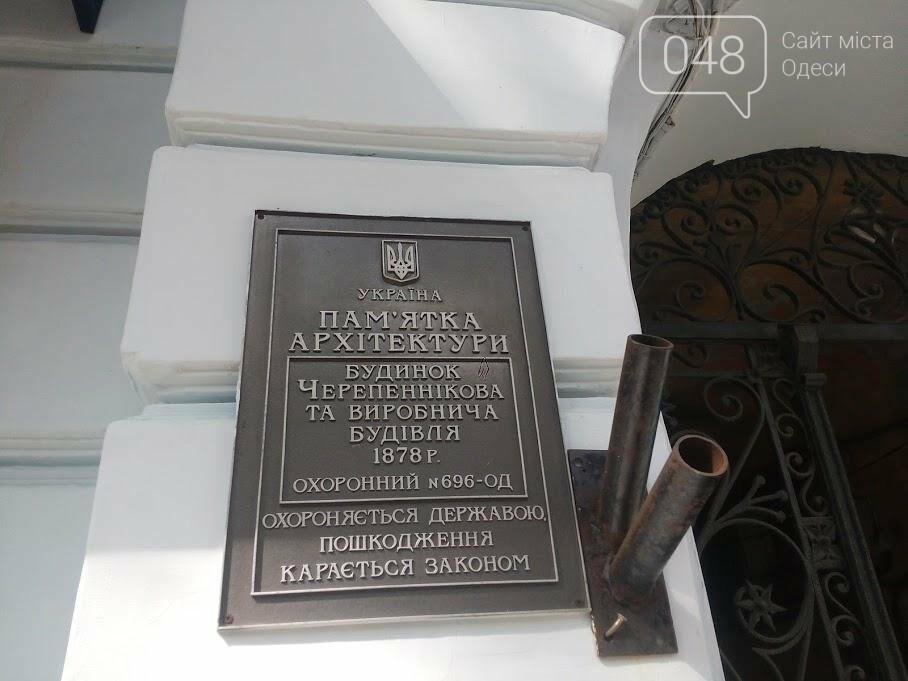 048
Сайт міста
Одеси
УКРАЇНА
ПАМ'ЯТКА
АРХІТЕКТУРИ
БУДИНОК
ЧЕРЕПЕННІКОВА
ТА ВИРОБНИЧА
БУДІВЛЯ
1878 Р.
ОХОРОННИЙ N 696-ОД
ОХОРОНЯЄТЬСЯ ДЕРЖАВОЮ,
ПОШКОДЖЕННЯ
КАРАЄТЬСЯ ЗАКОНОМ